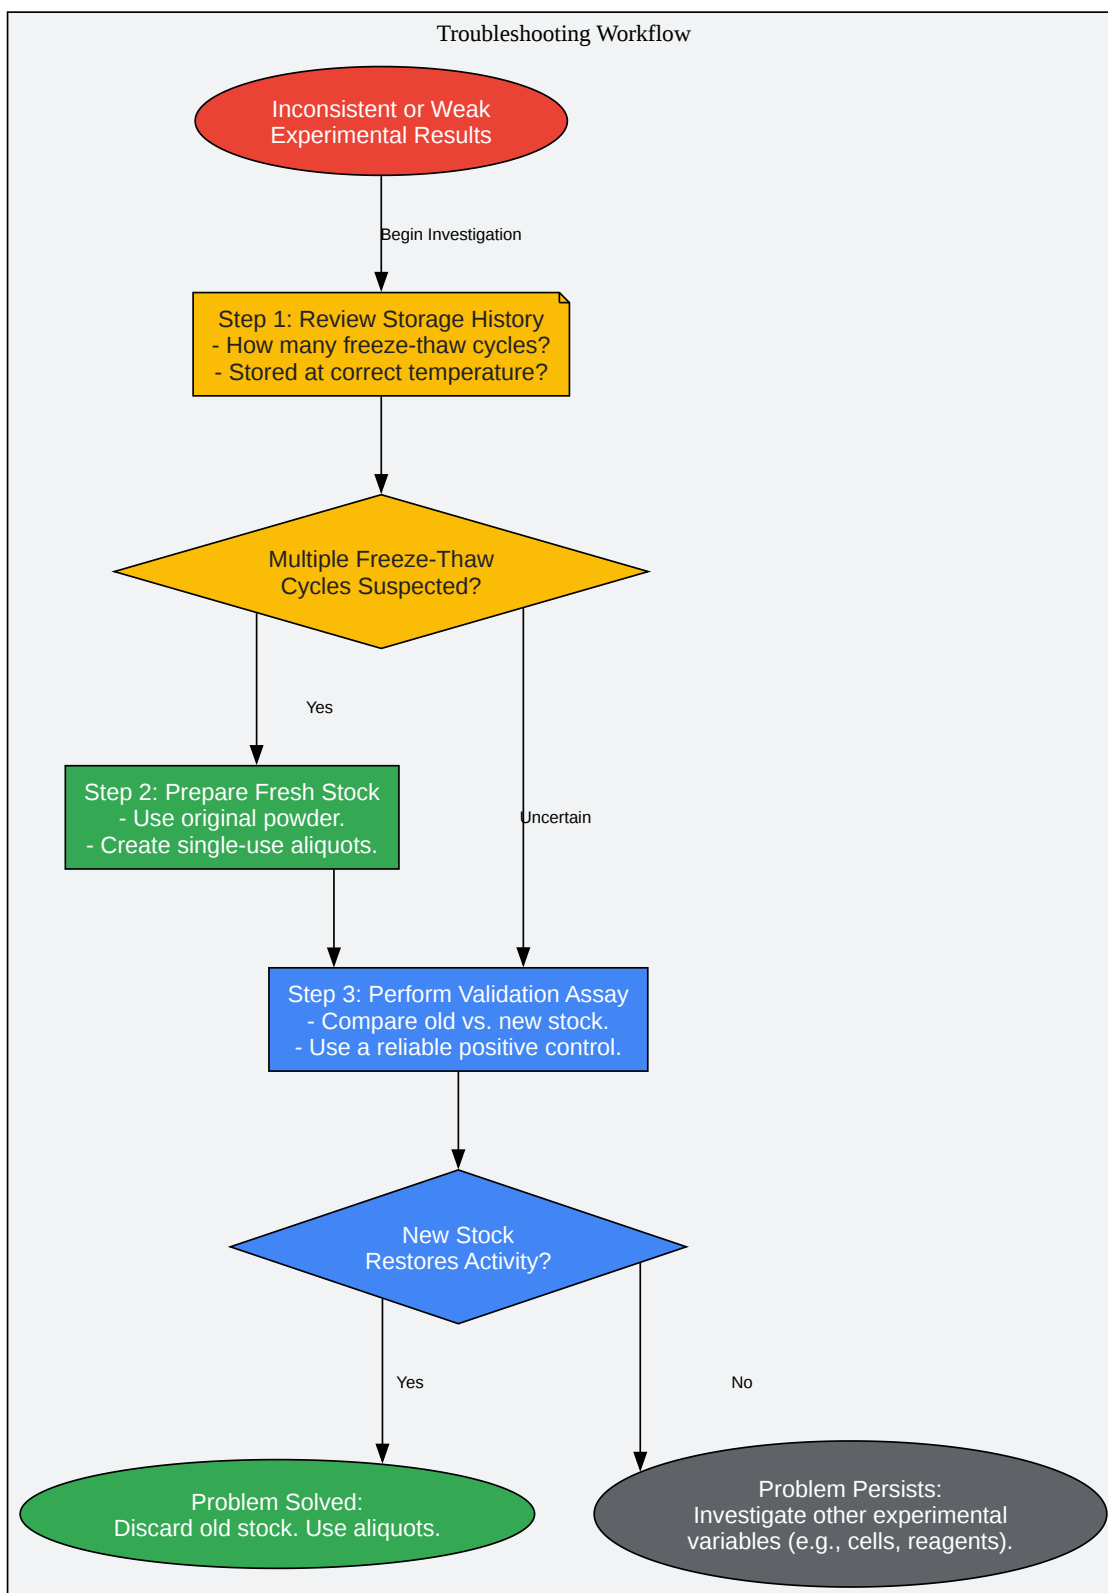 Troubleshooting Workflow
Inconsistent or Weak
Experimental Results
Begin Investigation
Step 1: Review Storage History
- How many freeze-thaw cycles?
- Stored at correct temperature?
Multiple Freeze-Thaw
Cycles Suspected?
Yes
Step 2: Prepare Fresh Stock
- Use original powder.
- Create single-use aliquots.
Uncertain
Step 3: Perform Validation Assay
- Compare old vs. new stock.
- Use a reliable positive control.
New Stock
Restores Activity?
Yes
No
Problem Solved:
Discard old stock. Use aliquots.
Problem Persists:
Investigate other experimental
variables (e.g., cells, reagents).